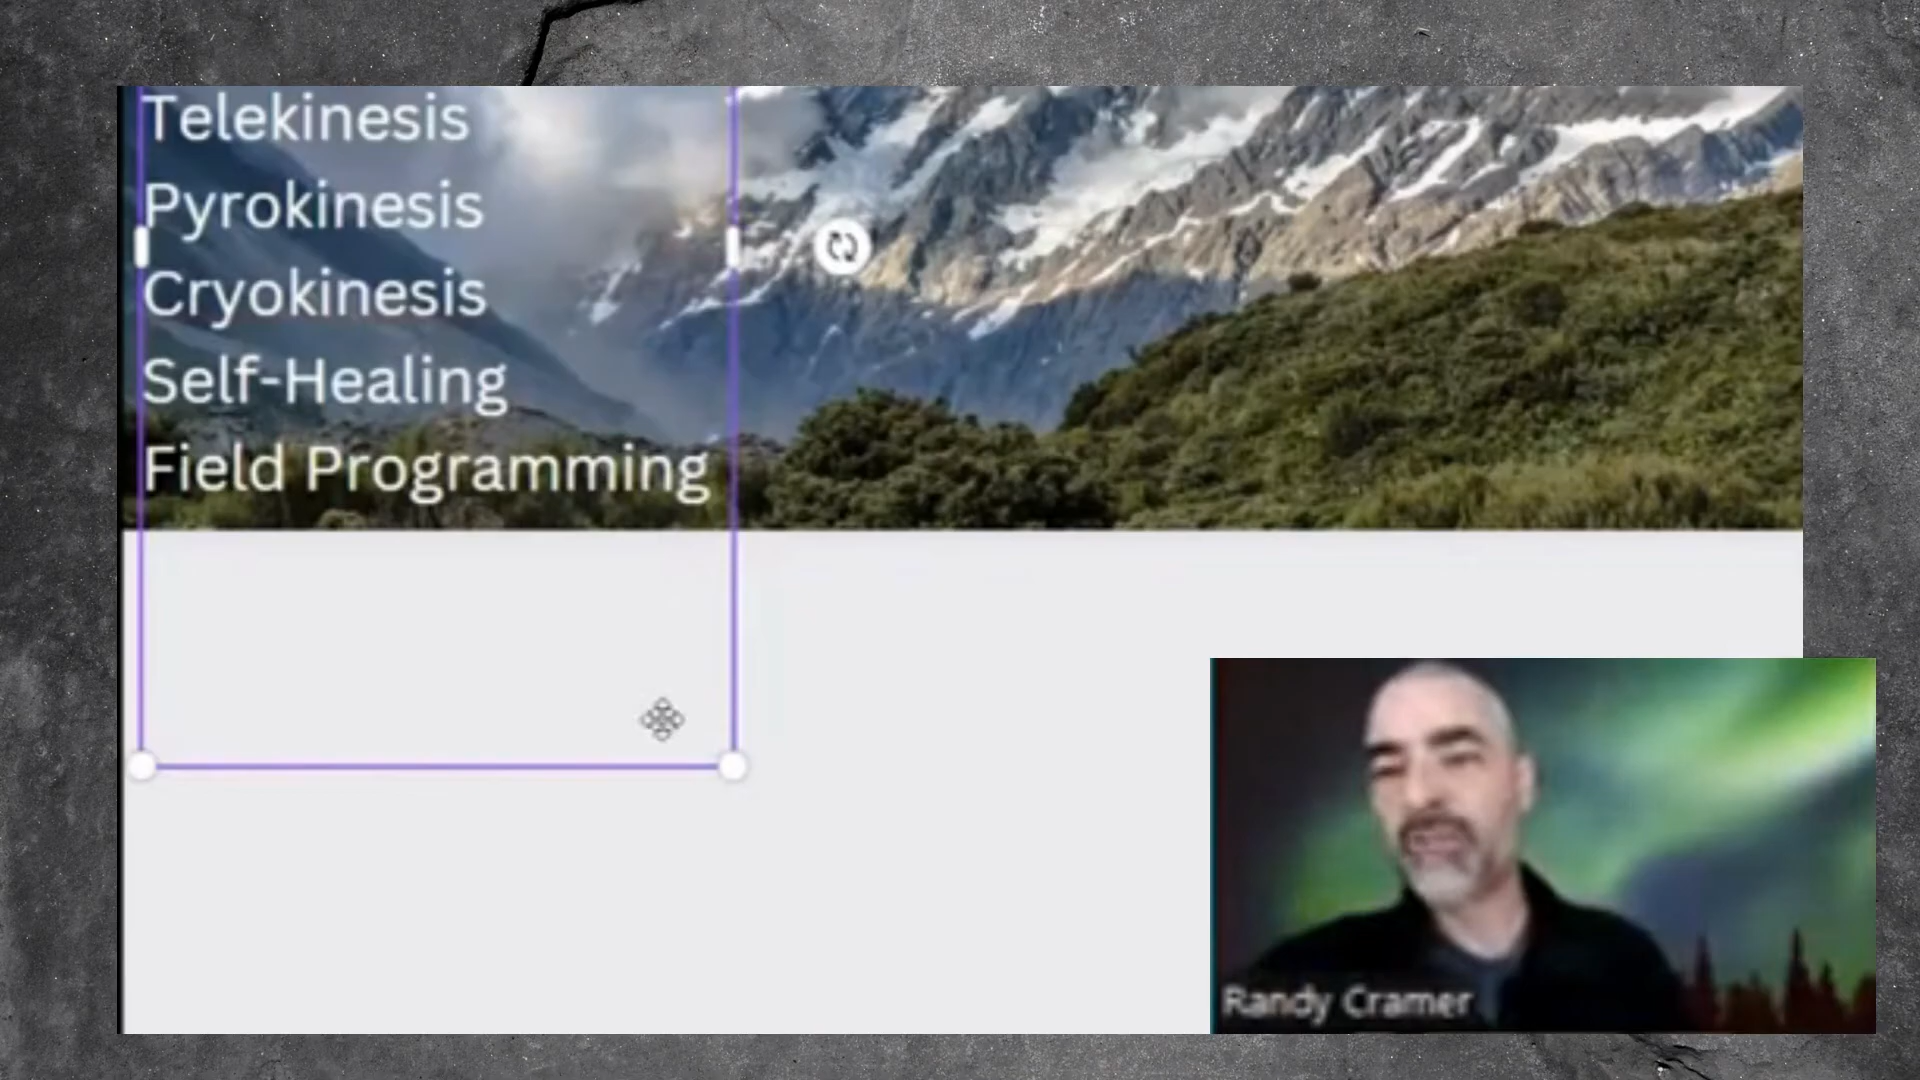 Telekinesis
Pyrokinesis
Cryokinesis
Self-Healing
Field Programming
Randy Cramer